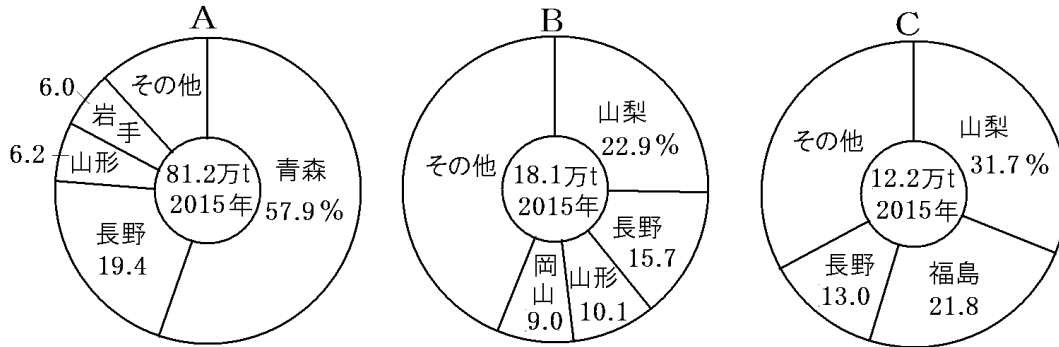 A
その他
6.0
岩手
6.2
山形
81.2万t
2015年
青森
57.9%
長野
19.4
B
山梨
22.9%
その他
18.1万t
2015年
長野
15.7
岡山
9.0
山形
10.1
C
山梨
31.7%
その他
12.2万t
2015年
長野
13.0
福島
21.8